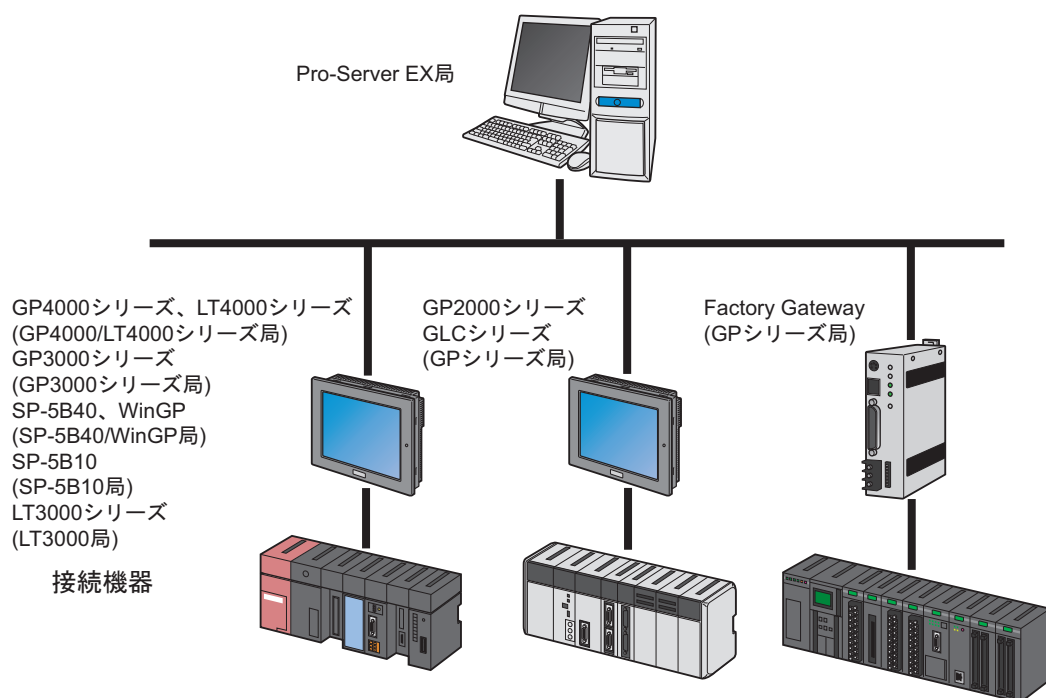 Pro-Server EX局
GP4000シリーズ、LT4000シリーズ
(GP4000/LT4000シリーズ局)
GP3000シリーズ
(GP3000シリーズ局)
SP-5B40、WinGP
(SP-5B40/WinGP局)
SP-5B10
(SP-5B10局)
LT3000シリーズ
(LT3000局)
GP2000シリーズ
GLCシリーズ
(GPシリーズ局)
Factory Gateway
(GPシリーズ局)
接続機器